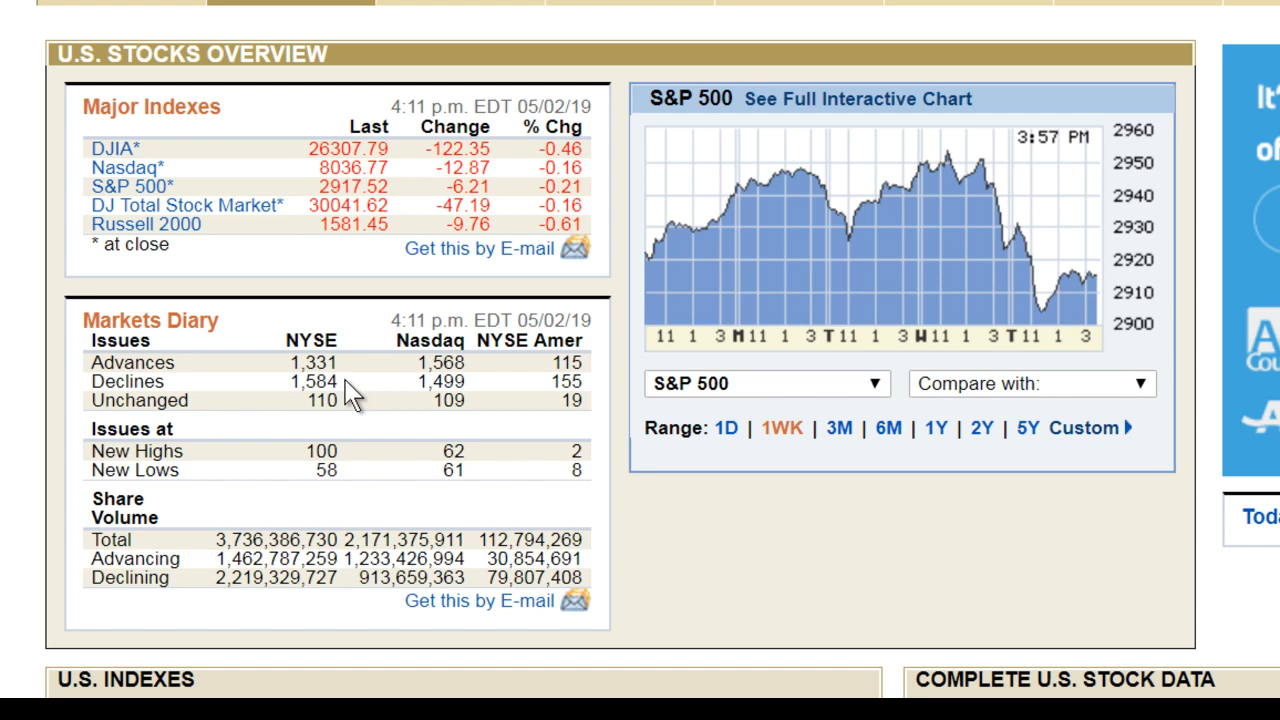 U.S. STOCKS OVERVIEW
Major Indexes 4:11 p.m. EDT 05/02/19
Last Change % Chg
DJIA* 26307.79 -122.35 -0.46
Nasdaq* 8036.77 -12.87 -0.16
S&P 500* 2917.52 -6.21 -0.21
DJ Total Stock Market* 30041.62 -47.19 -0.16
Russell 2000 1581.45 -9.76 -0.61
* at close Get this by E-mail
Markets Diary 4:11 p.m. EDT 05/02/19
Issues NYSE Nasdaq NYSE Amer
Advances 1,331 1,568 115
Declines 1,584 1,499 155
Unchanged 110 109 19
Issues at
New Highs 100 62 2
New Lows 58 61 8
Share
Volume
Total 3,736,386,730 2,171,375,911 112,794,269
Advancing 1,462,787,259 1,233,426,994 30,854,691
Declining 2,219,329,727 913,659,363 79,807,408
Get this by E-mail
S&P 500 See Full Interactive Chart
3:57 PM
2960
2950
2940
2930
2920
2910
2900
11 1 3 M 11 1 3 T 11 1 3 W 11 1 3 T 11 1 3
S&P 500 Compare with:
Range: 1D | 1WK | 3M | 6M | 1Y | 2Y | 5Y Custom
It'
of
A
Cou
Toda
U.S. INDEXES
COMPLETE U.S. STOCK DATA